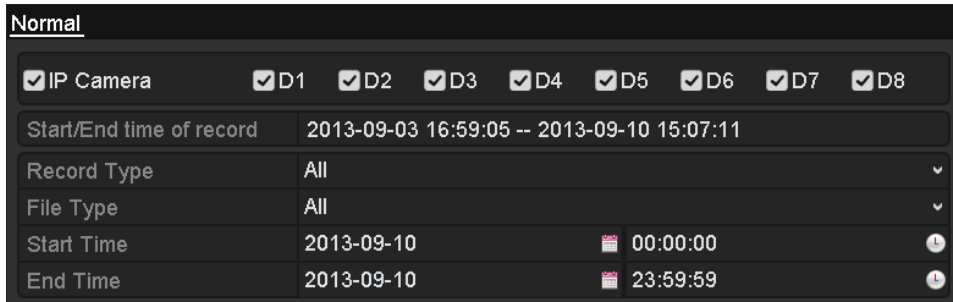 Normal
IP Camera D1 D2 D3 D4 D5 D6 D7 D8
Start/End time of record 2013-09-03 16:59:05 -- 2013-09-10 15:07:11
Record Type All
File Type All
Start Time 2013-09-10 00:00:00
End Time 2013-09-10 23:59:59